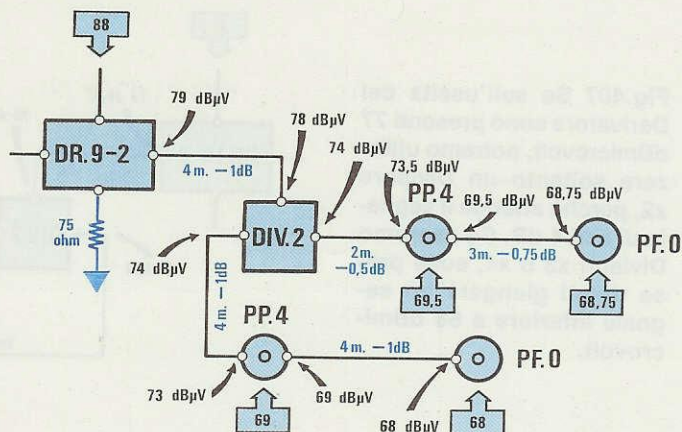 88
79 dBµV
78 dBµV
74 dBµV
DR.9-2
4 m. -1dB
73,5 dBµV
PP.4
69,5 dBµV
68,75 dBµV
75
ohm
DIV.2
2m.
-0,5dB
3m. -0,75dB
PF.0
74 dBµV
4 m. -1dB
69,5
68,75
PP.4
4 m. -1dB
PF.0
73 dBµV
69 dBµV
68 dBµV
69
68